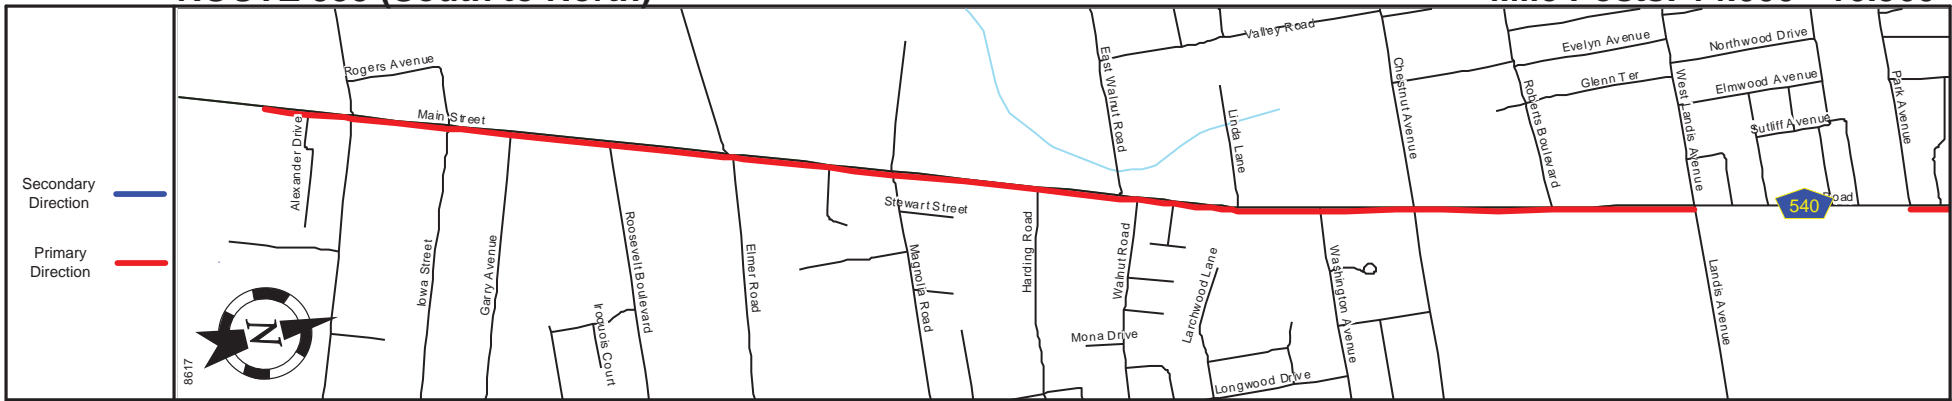 Rogers Avenue
Main Street
Alexander Drive
Iowa Street
Garry Avenue
Roosevelt Boulevard
Iroquois Court
Elmer Road
Stewart Street
Magnolia Road
Harding Road
East Walnut Road
Walnut Road
Mona Drive
Larchwood Lane
Longwood Drive
Linda Lane
Valley Road
Washington Avenue
Chestnut Avenue
Roberts Boulevard
Evelyn Avenue
Glenn Ter
West Landis Avenue
Landis Avenue
Northwood Drive
Elmwood Avenue
Sutliff Avenue
Park Avenue
540
oad
Secondary
Direction
Primary
Direction
N
8617